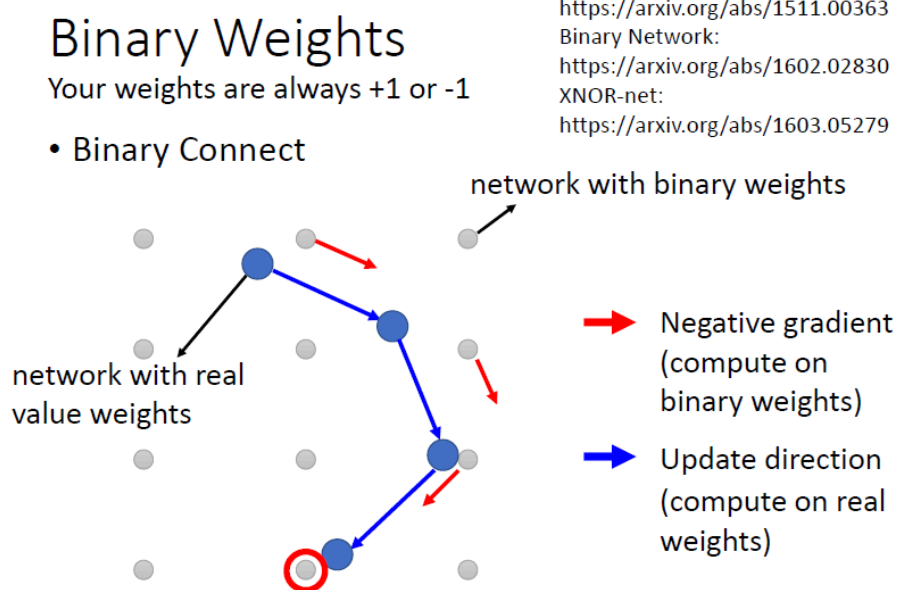 Binary Weights
Your weights are always +1 or -1
https://arxiv.org/abs/1511.00363
Binary Network:
https://arxiv.org/abs/1602.02830
XNOR-net:
https://arxiv.org/abs/1603.05279
• Binary Connect
network with binary weights
network with real
value weights
Negative gradient
(compute on
binary weights)
Update direction
(compute on real
weights)